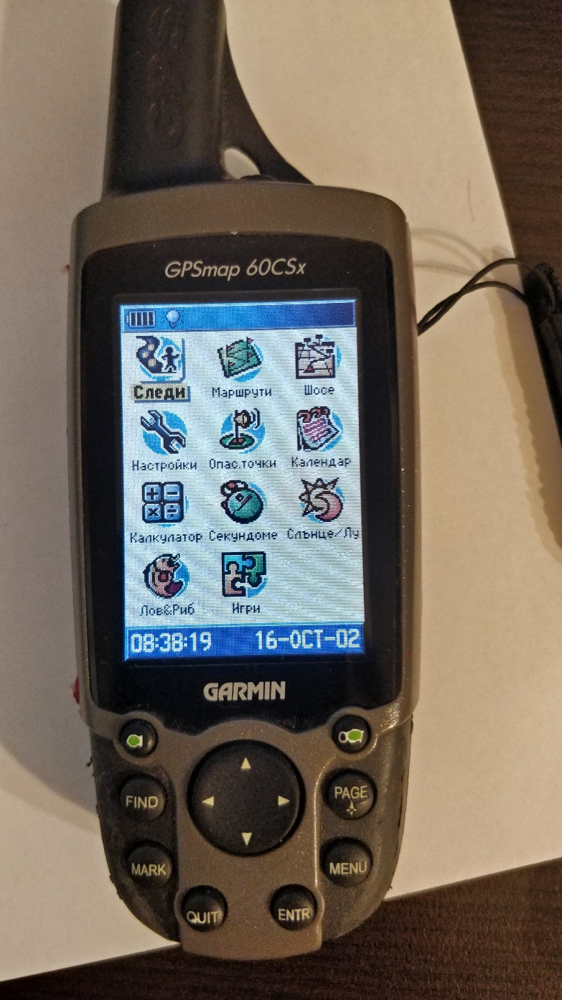 GPS
GPSmap 60CSx
Следи Маршрути Шосе
Настройки Опас.точки Календар
Калкулатор Секундоме Слънце/Лу
Лов&Риб Игри
08:38:19 16-OCT-02
GARMIN
FIND PAGE
MARK MENU
QUIT ENTR